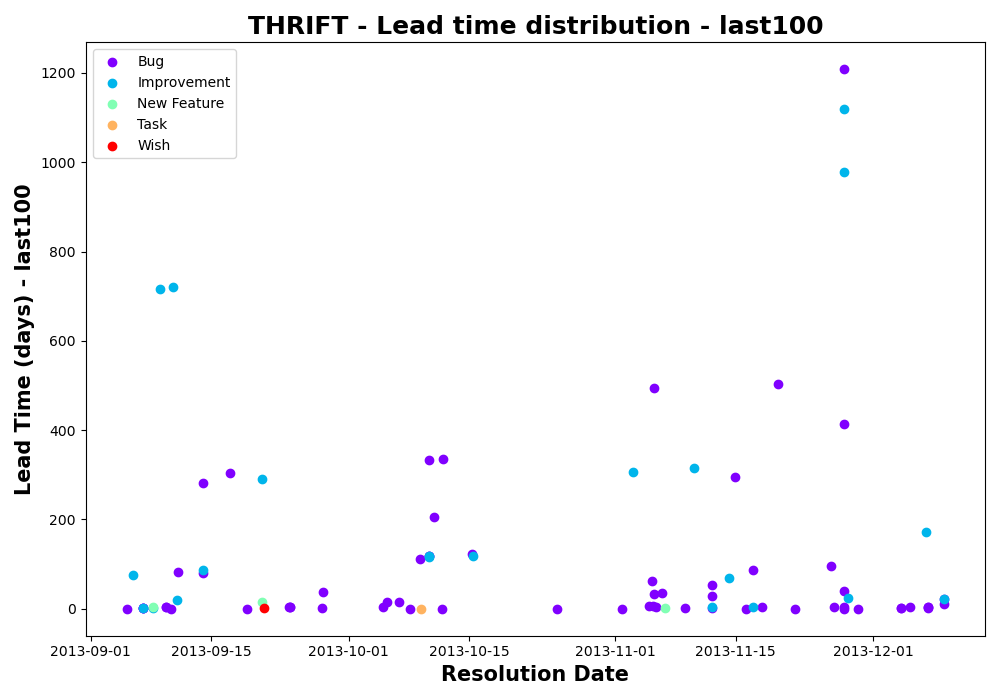 THRIFT - Lead time distribution - last100
Bug
Improvement
New Feature
Task
Wish
Lead Time (days) - last100
1200
1000
800
600
400
200
0
2013-09-01
2013-09-15
2013-10-01
2013-10-15
2013-11-01
2013-11-15
2013-12-01
Resolution Date